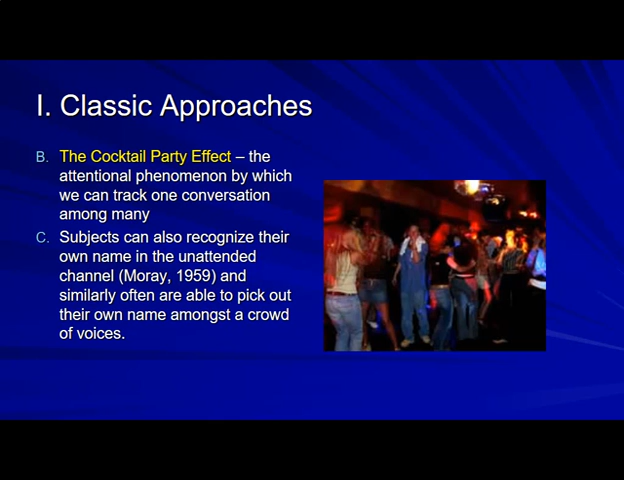 I. Classic Approaches
B. The Cocktail Party Effect – the
attentional phenomenon by which
we can track one conversation
among many
C. Subjects can also recognize their
own name in the unattended
channel (Moray, 1959) and
similarly often are able to pick out
their own name amongst a crowd
of voices.